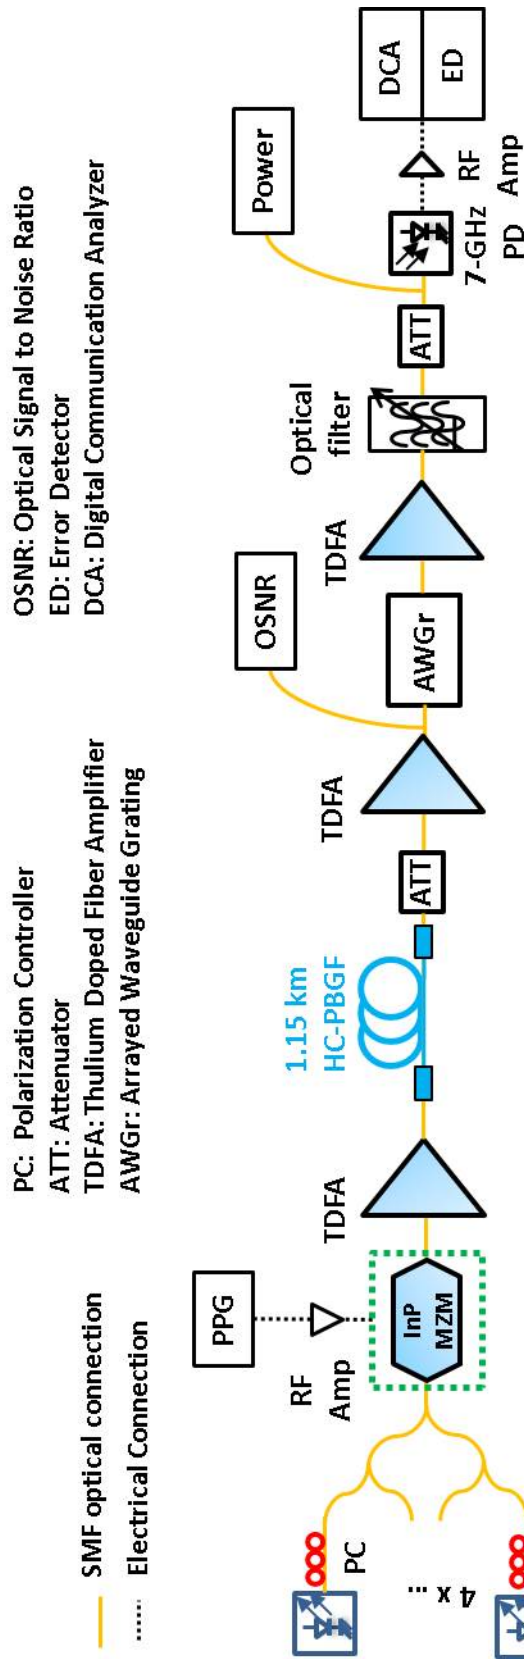 SMF optical connection
Electrical Connection
PC: Polarization Controller
ATT: Attenuator
TDFA: Thulium Doped Fiber Amplifier
AWGr: Arrayed Waveguide Grating
OSNR: Optical Signal to Noise Ratio
ED: Error Detector
DCA: Digital Communication Analyzer
PC
4 x ...
PPG
RF
Amp
InP
MZM
TDFA
1.15 km
HC-PBGF
ATT
TDFA
OSNR
AWGr
TDFA
Optical
filter
ATT
Power
7-GHz
PD
RF
Amp
DCA
ED